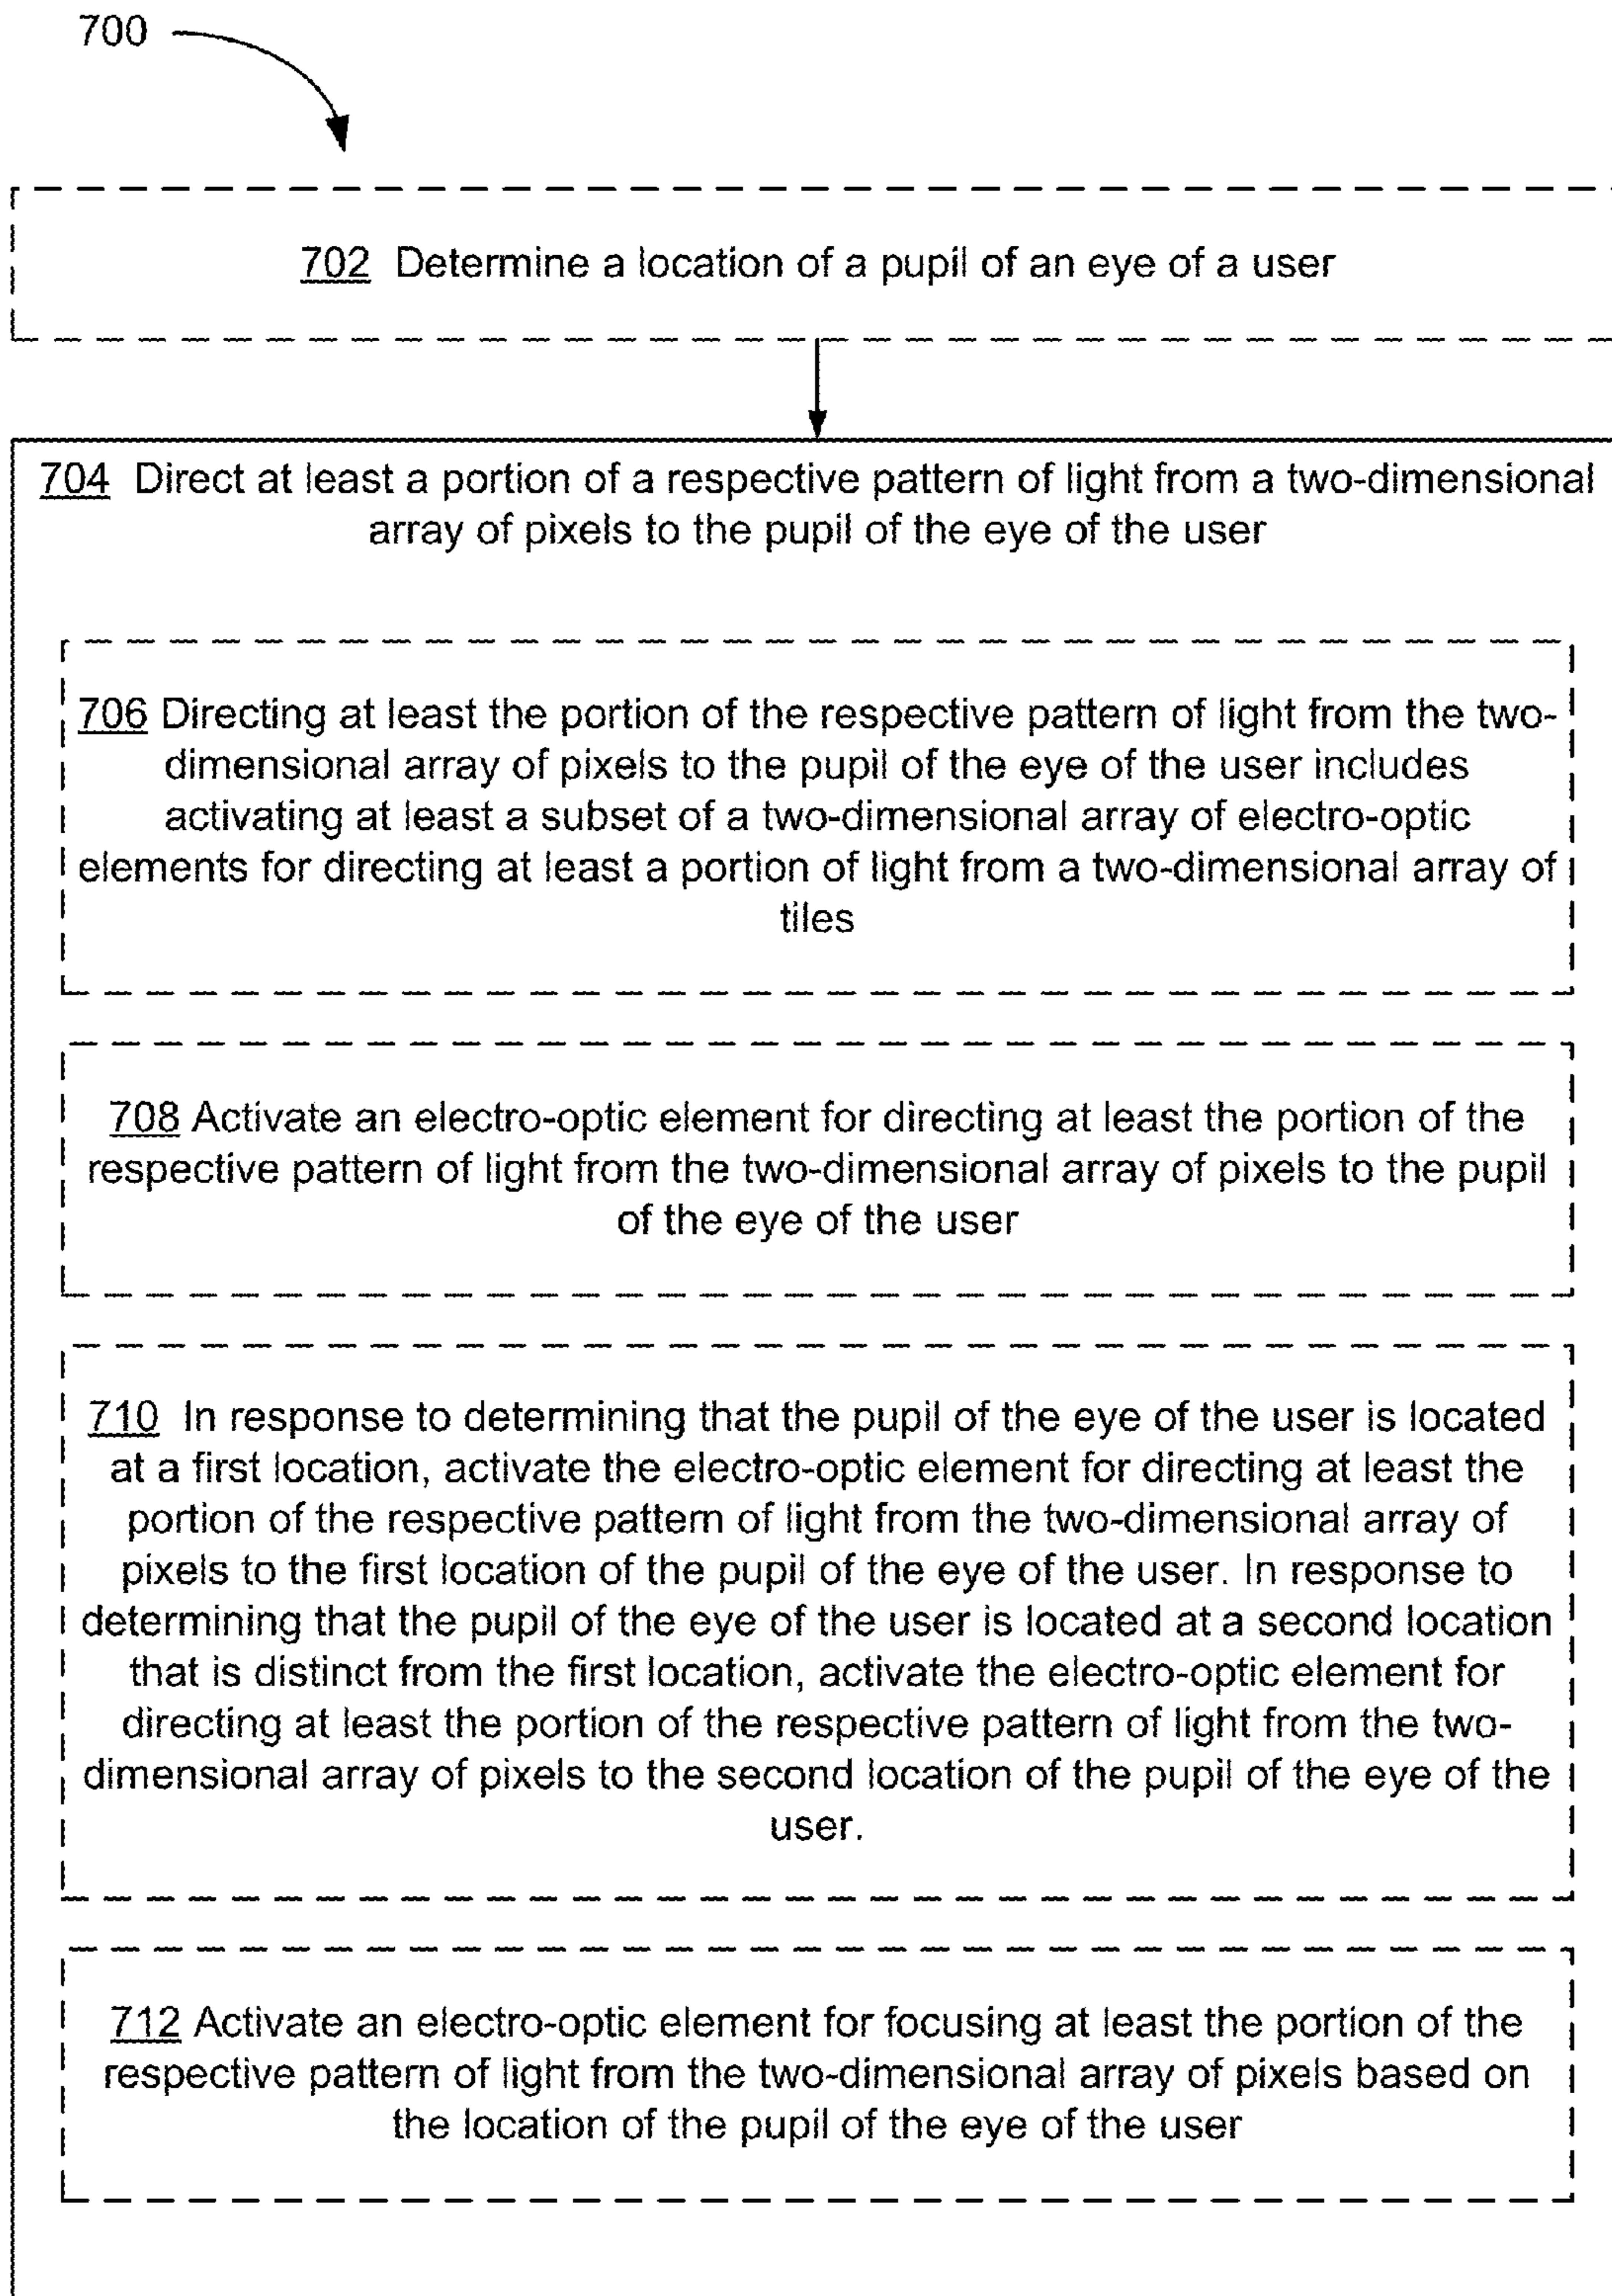 700
702 Determine a location of a pupil of an eye of a user
704 Direct at least a portion of a respective pattern of light from a two-dimensional
array of pixels to the pupil of the eye of the user
706 Directing at least the portion of the respective pattern of light from the two-
dimensional array of pixels to the pupil of the eye of the user includes
activating at least a subset of a two-dimensional array of electro-optic
elements for directing at least a portion of light from a two-dimensional array of
tiles
708 Activate an electro-optic element for directing at least the portion of the
respective pattern of light from the two-dimensional array of pixels to the pupil
of the eye of the user
710 In response to determining that the pupil of the eye of the user is located
at a first location, activate the electro-optic element for directing at least the
portion of the respective pattern of light from the two-dimensional array of
pixels to the first location of the pupil of the eye of the user. In response to
determining that the pupil of the eye of the user is located at a second location
that is distinct from the first location, activate the electro-optic element for
directing at least the portion of the respective pattern of light from the two-
dimensional array of pixels to the second location of the pupil of the eye of the
user.
712 Activate an electro-optic element for focusing at least the portion of the
respective pattern of light from the two-dimensional array of pixels based on
the location of the pupil of the eye of the user